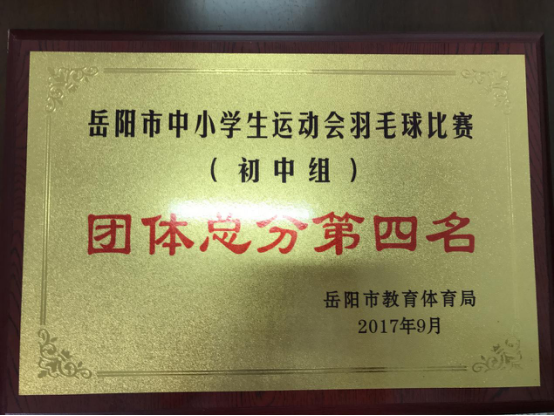 岳阳市中小学生运动会羽毛球比赛
（初中组）
团体总分第四名
岳阳市教育体育局
2017年9月